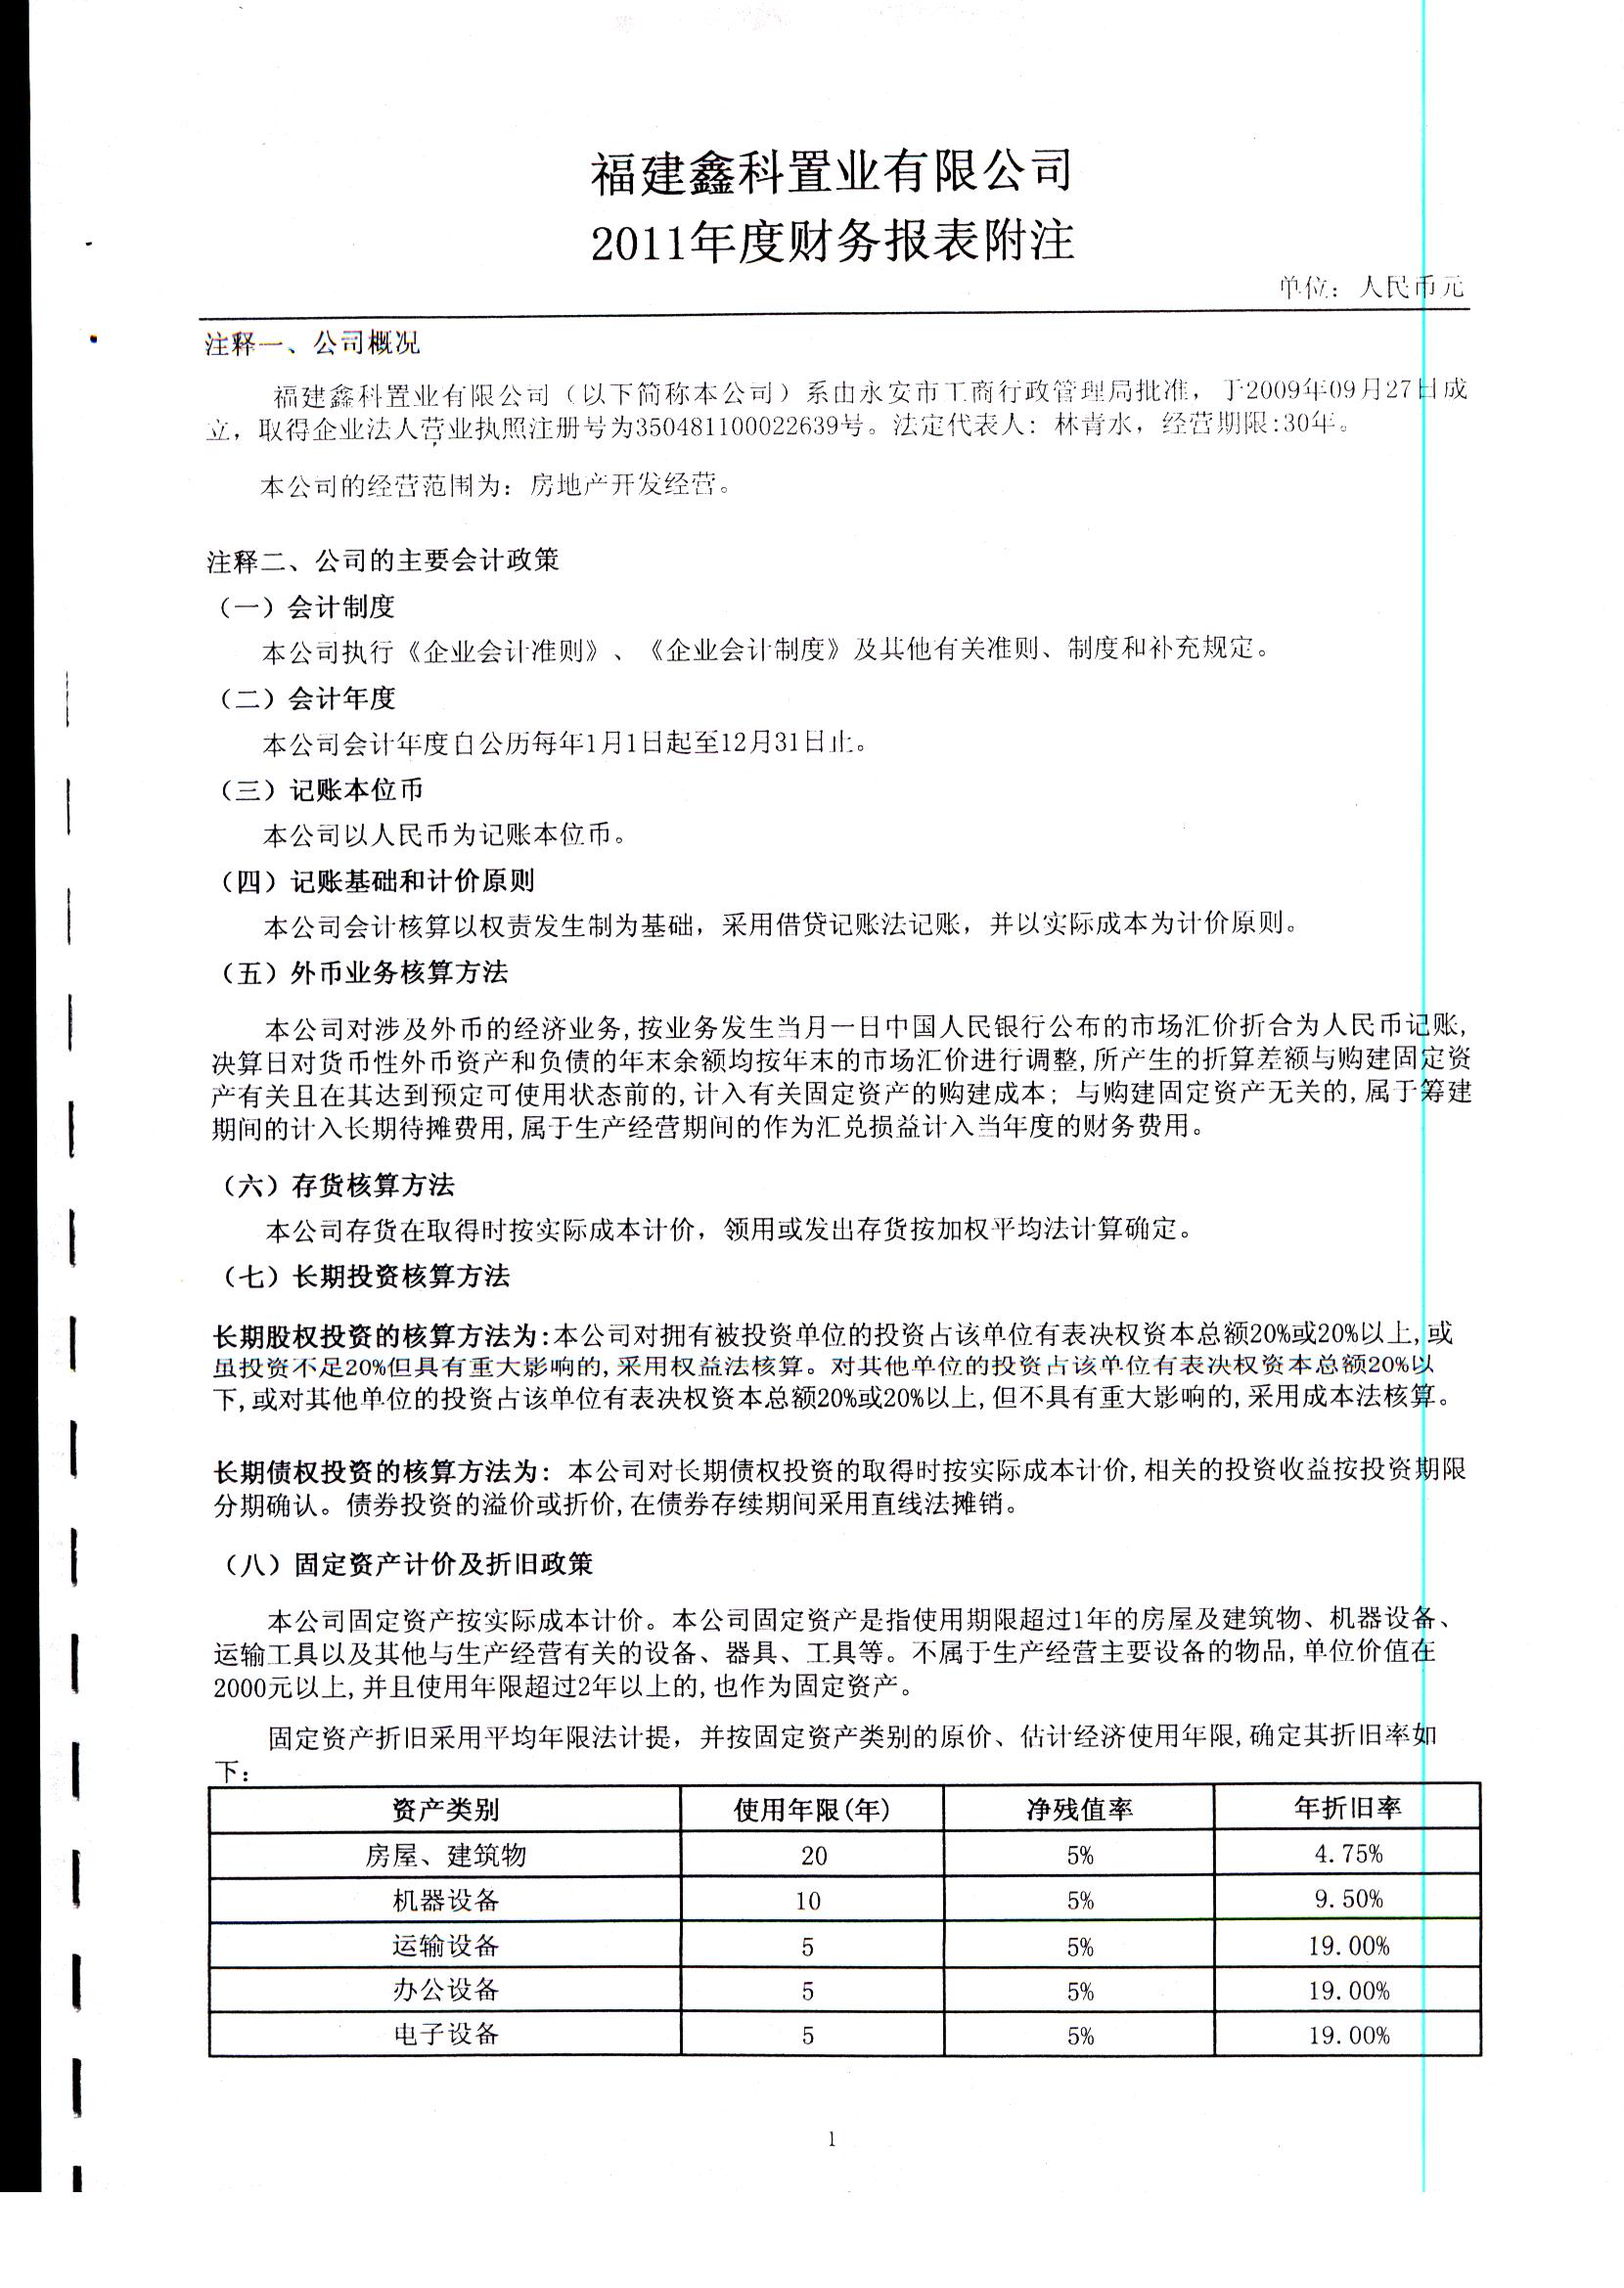 福建鑫科置业有限公司
2011年度财务报表附注
单位：人民币元
注释一、公司概况
福建鑫科置业有限公司（以下简称本公司）系由永安市工商行政管理局批准，于2009年09月27日成
立，取得企业法人营业执照注册号为350481100022639号。法定代表人：林青水，经营期限:30年。
本公司的经营范围为：房地产开发经营。
注释二、公司的主要会计政策
（一）会计制度
本公司执行《企业会计准则》、《企业会计制度》及其他有关准则、制度和补充规定。
（二）会计年度
本公司会计年度自公历每年1月1日起至12月31日止。
（三）记账本位币
本公司以人民币为记账本位币。
（四）记账基础和计价原则
本公司会计核算以权责发生制为基础，采用借贷记账法记账，并以实际成本为计价原则。
（五）外币业务核算方法
本公司对涉及外币的经济业务,按业务发生当月一日中国人民银行公布的市场汇价折合为人民币记账,
决算日对货币性外币资产和负债的年末余额均按年末的市场汇价进行调整,所产生的折算差额与购建固定资
产有关且在其达到预定可使用状态前的,计入有关固定资产的购建成本；与购建固定资产无关的,属于筹建
期间的计入长期待摊费用,属于生产经营期间的作为汇兑损益计入当年度的财务费用。
（六）存货核算方法
本公司存货在取得时按实际成本计价，领用或发出存货按加权平均法计算确定。
（七）长期投资核算方法
长期股权投资的核算方法为:本公司对拥有被投资单位的投资占该单位有表决权资本总额20%或20%以上,或
虽投资不足20%但具有重大影响的,采用权益法核算。对其他单位的投资占该单位有表决权资本总额20%以
下,或对其他单位的投资占该单位有表决权资本总额20%或20%以上,但不具有重大影响的,采用成本法核算。
长期债权投资的核算方法为：本公司对长期债权投资的取得时按实际成本计价,相关的投资收益按投资期限
分期确认。债券投资的溢价或折价,在债券存续期间采用直线法摊销。
（八）固定资产计价及折旧政策
本公司固定资产按实际成本计价。本公司固定资产是指使用期限超过1年的房屋及建筑物、机器设备、
运输工具以及其他与生产经营有关的设备、器具、工具等。不属于生产经营主要设备的物品,单位价值在
2000元以上,并且使用年限超过2年以上的,也作为固定资产。
固定资产折旧采用平均年限法计提，并按固定资产类别的原价、估计经济使用年限,确定其折旧率如
下：
资产类别 使用年限(年) 净残值率 年折旧率
房屋、建筑物 20 5% 4.75%
机器设备 10 5% 9.50%
运输设备 5 5% 19.00%
办公设备 5 5% 19.00%
电子设备 5 5% 19.00%
1